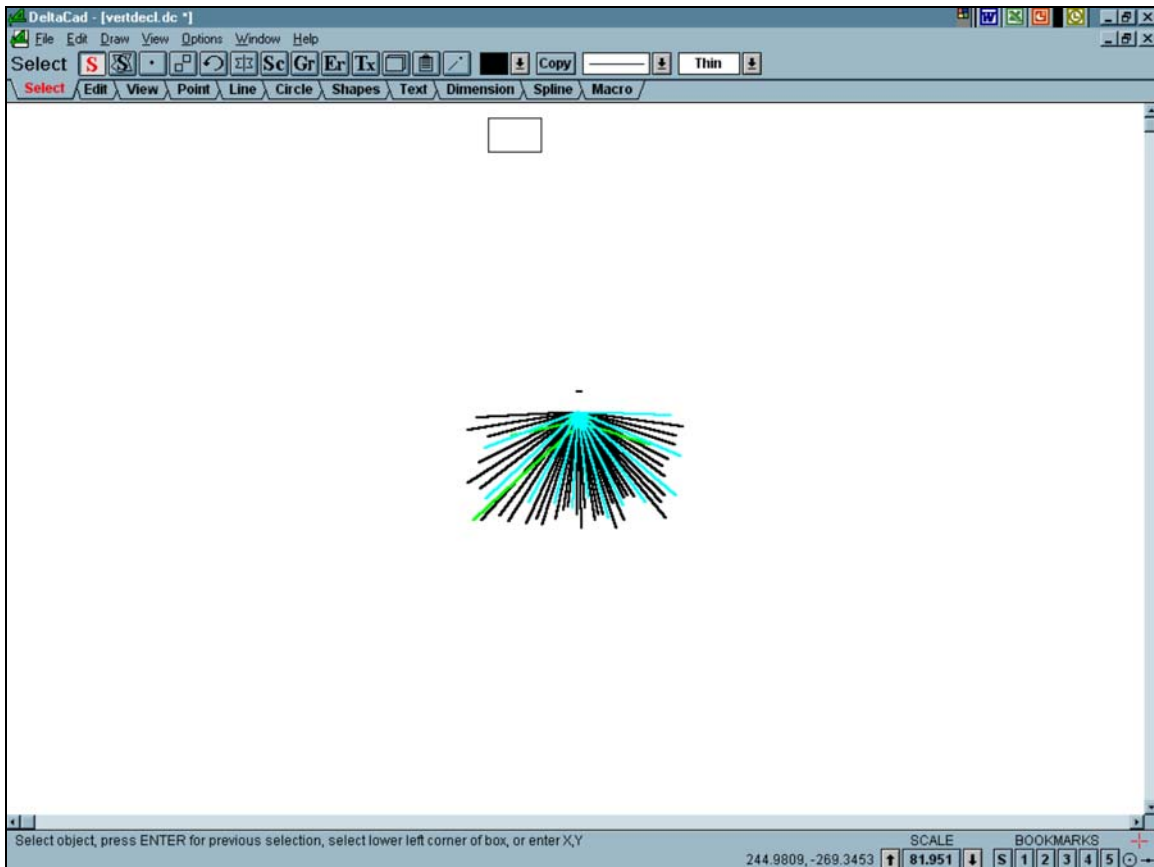 DeltaCad - [vertdecl.dc *]
File Edit Draw View Options Window Help
Select S S Sc Gr Er Tx Copy Thin
Select Edit View Point Line Circle Shapes Text Dimension Spline Macro
Select object, press ENTER for previous selection, select lower left corner of box, or enter X,Y SCALE BOOKMARKS
244.9809, -269.3453 81.951 S 1 2 3 4 5